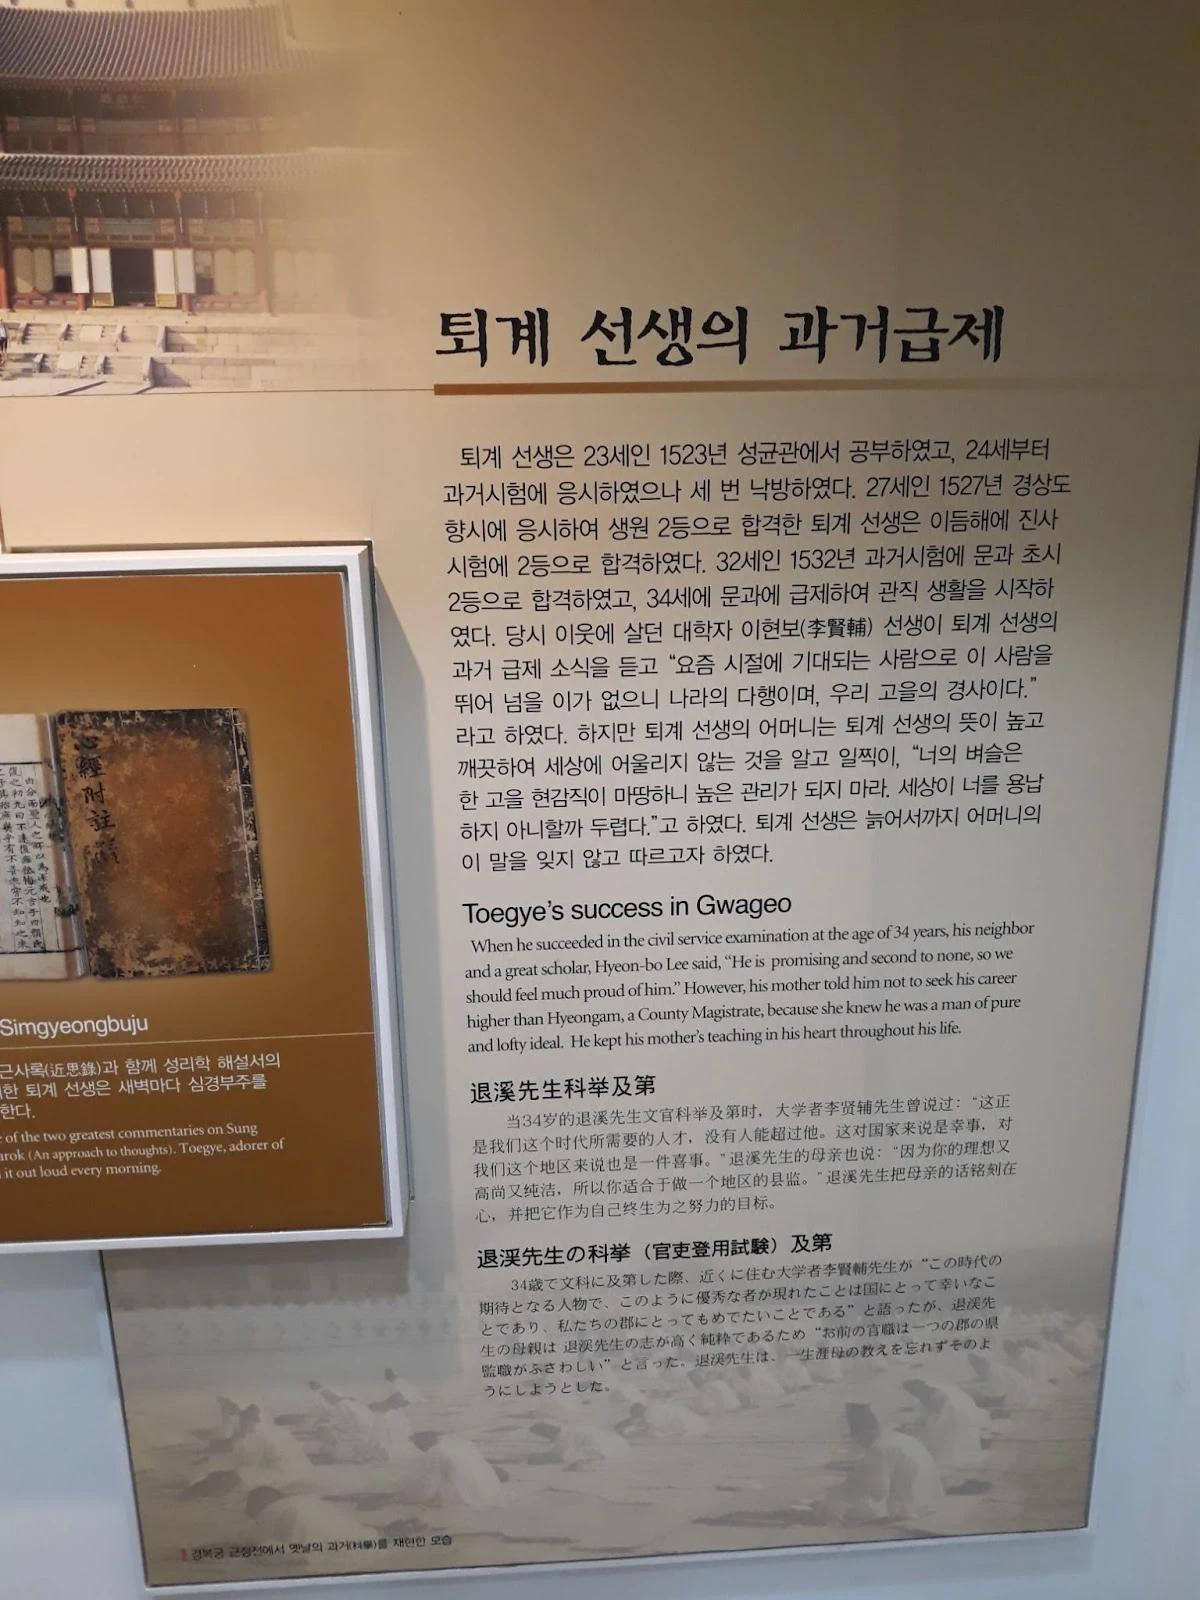 퇴계 선생의 과거급제
퇴계 선생은 23세인 1523년 성균관에서 공부하였고, 24세부터
과거시험에 응시하였으나 세 번 낙방하였다. 27세인 1527년 경상도
향시에 응시하여 생원 2등으로 합격한 퇴계 선생은 이듬해에 진사
시험에 2등으로 합격하였다. 32세인 1532년 과거시험에 문과 초시
2등으로 합격하였고, 34세에 문과에 급제하여 관직 생활을 시작하
였다. 당시 이웃에 살던 대학자 이현보(李賢輔) 선생이 퇴계 선생의
과거 급제 소식을 듣고 “요즘 시절에 기대되는 사람으로 이 사람을
뛰어 넘을 이가 없으니 나라의 다행이며, 우리 고을의 경사이다.”
라고 하였다. 하지만 퇴계 선생의 어머니는 퇴계 선생의 뜻이 높고
깨끗하여 세상에 어울리지 않는 것을 알고 일찍이, “너의 벼슬은
한 고을 현감직이 마땅하니 높은 관리가 되지 마라. 세상이 너를 용납
하지 아니할까 두렵다.”고 하였다. 퇴계 선생은 늙어서까지 어머니의
이 말을 잊지 않고 따르고자 하였다.
Toegye’s success in Gwageo
When he succeeded in the civil service examination at the age of 34 years, his neighbor
and a great scholar, Hyeon-bo Lee said, “He is promising and second to none, so we
should feel much proud of him.” However, his mother told him not to seek his career
higher than Hyeongam, a County Magistrate, because she knew he was a man of pure
and lofty ideal. He kept his mother’s teaching in his heart throughout his life.
退溪先生科举及第
当34岁的退溪先生文官科举及第时，大学者李贤辅先生曾说过：“这正
是我们这个时代所需要的人才，没有人能超过他。这对国家来说是幸事，对
我们这个地区来说也是一件喜事。”退溪先生的母亲也说：“因为你的理想又
高尚又纯洁，所以你适合于做一个地区的县监。”退溪先生把母亲的话铭刻在
心，并把它作为自己终生为之努力的目标。
退渓先生の科挙（官吏登用試験）及第
34歳で文科に及第した際、近くに住む大学者李賢輔先生が “この時代の
期待となる人物で、このように優秀な者が現れたことは国にとって幸いなこ
とであり、私たちの郡にとってもめでたいことである” と語ったが、退渓先
生の母親は 退渓先生の志が高く純粋であるため “お前の官職は一つの郡の県
監職がふさわしい” と言った。退渓先生は、一生涯母の教えを忘れずそのよ
うにしようとした。
경복궁 근정전에서 옛날의 과거(科擧)를 재현한 모습
心經附註
Simgyeongbuju
근사록(近思錄)과 함께 성리학 해설서의
한 퇴계 선생은 새벽마다 심경부주를
한다.
of the two greatest commentaries on Sung
arok (An approach to thoughts). Toegye, adorer of
it out loud every morning.